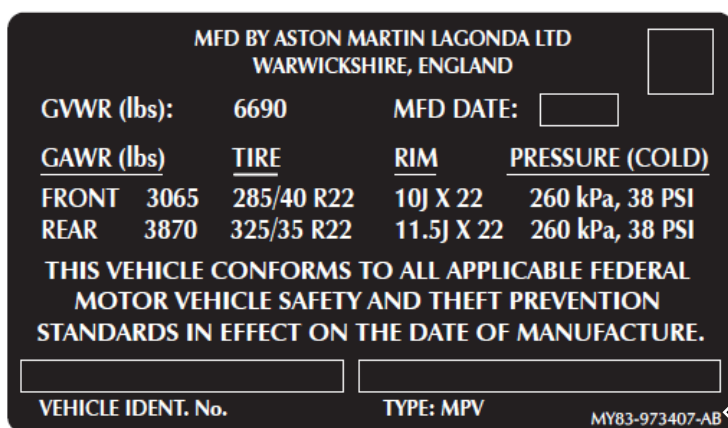 MFD BY ASTON MARTIN LAGONDA LTD
WARWICKSHIRE, ENGLAND
GVWR (lbs): 6690 MFD DATE:
GAWR (lbs) TIRE RIM PRESSURE (COLD)
FRONT 3065 285/40 R22 10J X 22 260 kPa, 38 PSI
REAR 3870 325/35 R22 11.5J X 22 260 kPa, 38 PSI
THIS VEHICLE CONFORMS TO ALL APPLICABLE FEDERAL
MOTOR VEHICLE SAFETY AND THEFT PREVENTION
STANDARDS IN EFFECT ON THE DATE OF MANUFACTURE.
VEHICLE IDENT. No. TYPE: MPV
MY83-973407-AB